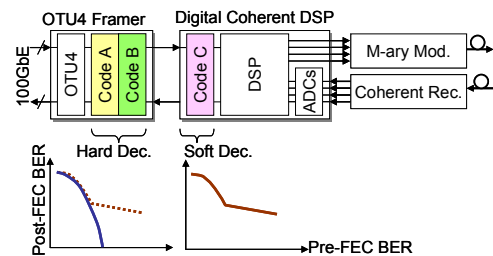 OTU4 Framer
Digital Coherent DSP
100GbE
OTU4
Code A
Code B
Code C
DSP
ADCs
M-ary Mod.
Coherent Rec.
Hard Dec.
Soft Dec.
Post-FEC BER
Pre-FEC BER